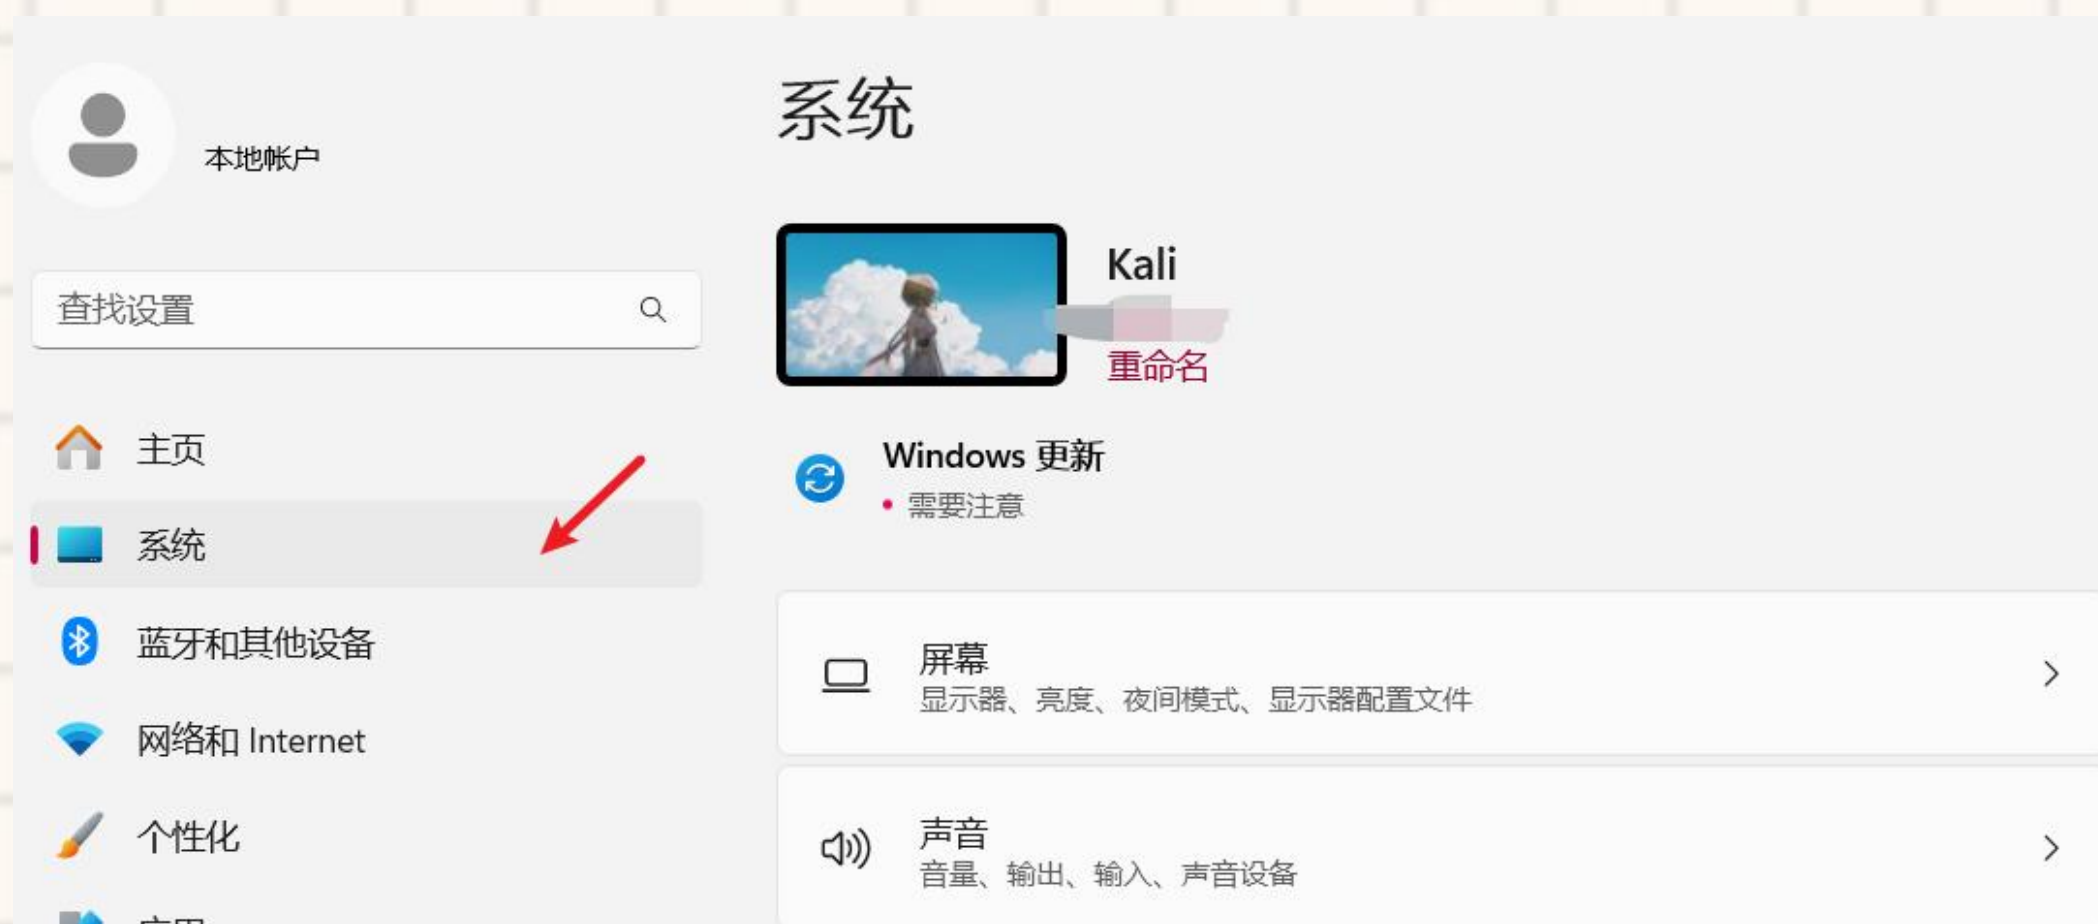 本地帐户
查找设置
主页
系统
蓝牙和其他设备
网络和 Internet
个性化
系统
Kali
重命名
Windows 更新
• 需要注意
屏幕
显示器、亮度、夜间模式、显示器配置文件
声音
音量、输出、输入、声音设备